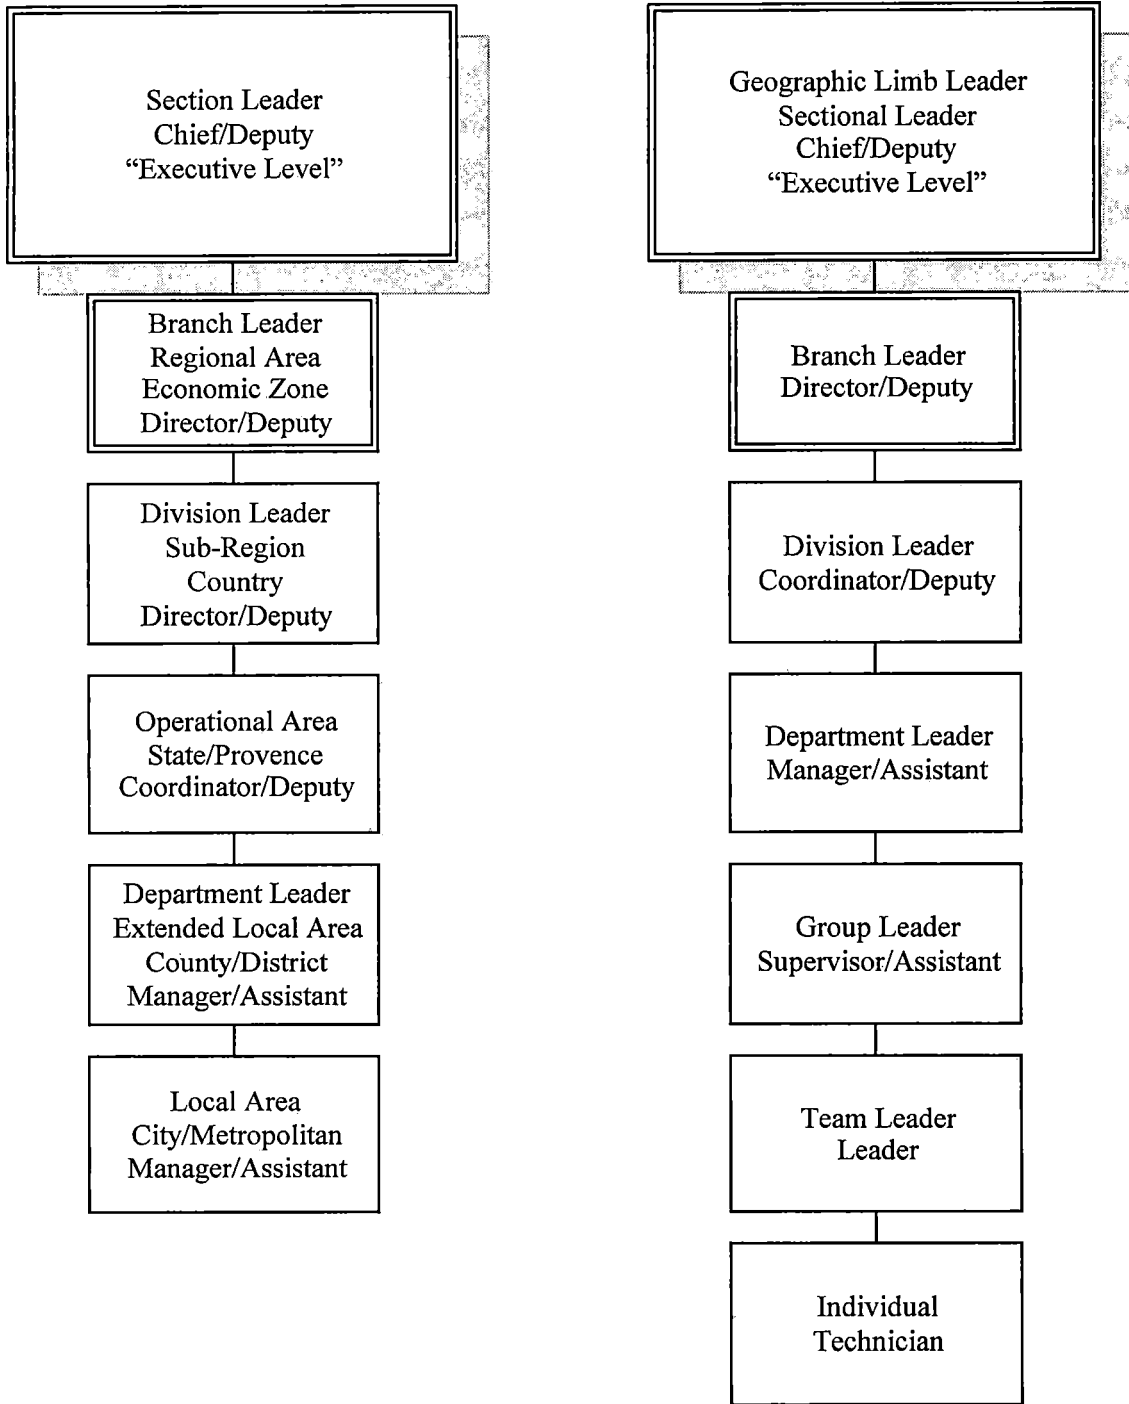 Section Leader
Chief/Deputy
“Executive Level”
Branch Leader
Regional Area
Economic Zone
Director/Deputy
Division Leader
Sub-Region
Country
Director/Deputy
Operational Area
State/Provence
Coordinator/Deputy
Department Leader
Extended Local Area
County/District
Manager/Assistant
Local Area
City/Metropolitan
Manager/Assistant
Geographic Limb Leader
Sectional Leader
Chief/Deputy
“Executive Level”
Branch Leader
Director/Deputy
Division Leader
Coordinator/Deputy
Department Leader
Manager/Assistant
Group Leader
Supervisor/Assistant
Team Leader
Leader
Individual
Technician